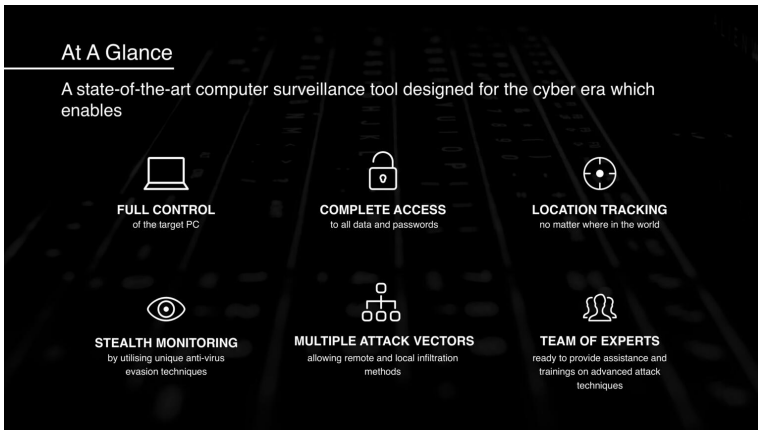 At A Glance
A state-of-the-art computer surveillance tool designed for the cyber era which
enables
FULL CONTROL
of the target PC
COMPLETE ACCESS
to all data and passwords
LOCATION TRACKING
no matter where in the world
STEALTH MONITORING
by utilising unique anti-virus
evasion techniques
MULTIPLE ATTACK VECTORS
allowing remote and local infiltration
methods
TEAM OF EXPERTS
ready to provide assistance and
trainings on advanced attack
techniques